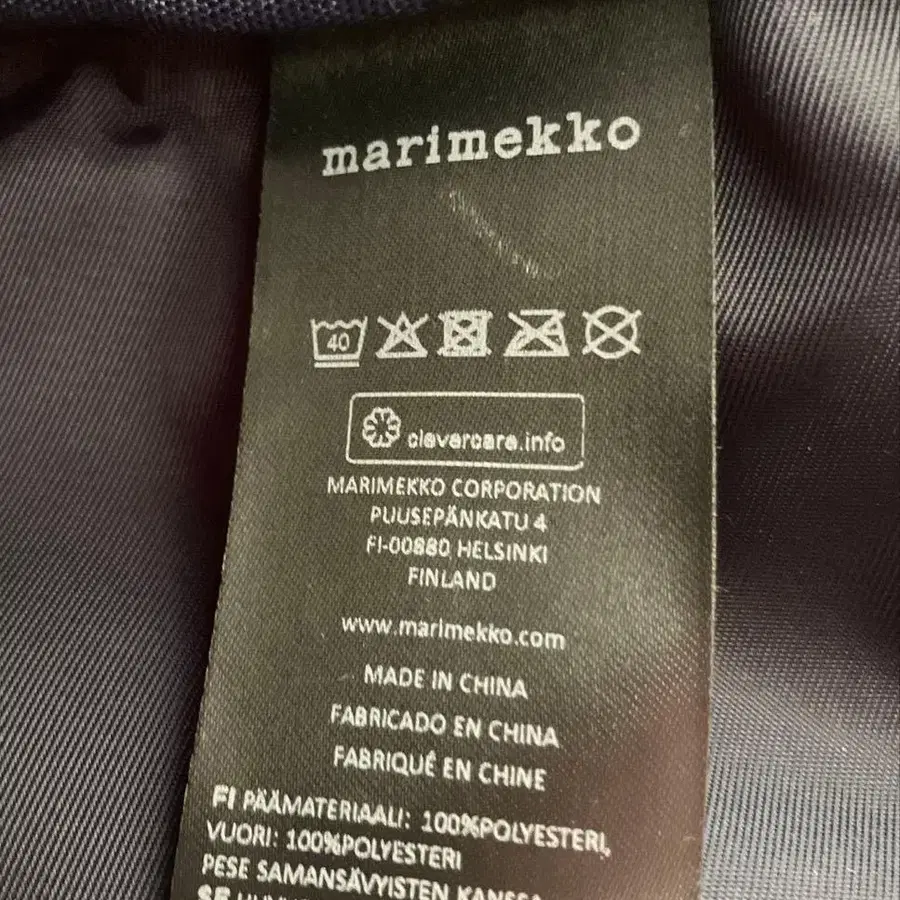 marimekko
40
clevercare.info
MARIMEKKO CORPORATION
PUUSEPÄNKATU 4
FI-00880 HELSINKI
FINLAND
www.marimekko.com
MADE IN CHINA
FABRICADO EN CHINA
FABRIQUÉ EN CHINE
FI PÄÄMATERIAALI: 100%POLYESTERI,
VUORI: 100%POLYESTERI
PESE SAMANSÄVYISTEN KANSSA
SE